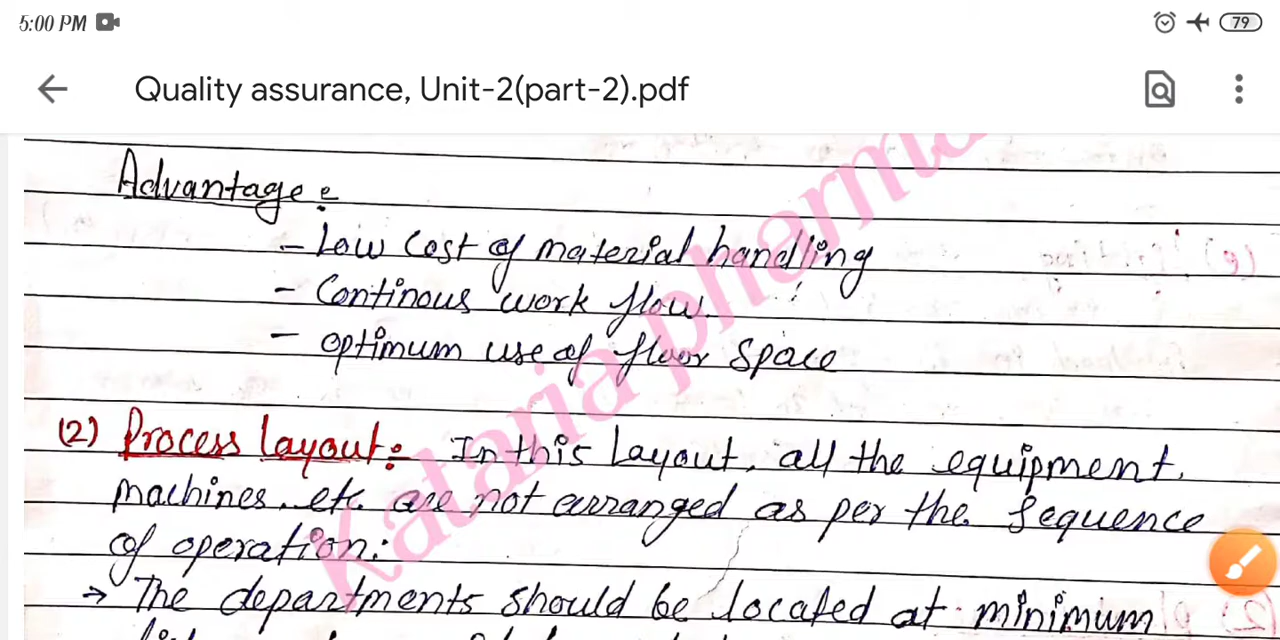 5:00 PM
79
Quality assurance, Unit-2(part-2).pdf
Advantage :
- Low cost of material handling
- Continous work flow.
- optimum use of floor space
(2) Process layout : In this Layout, all the equipment,
machines, etc. are not arranged as per the Sequence
of operation.
→ The departments should be located at minimum
Kataria pharma